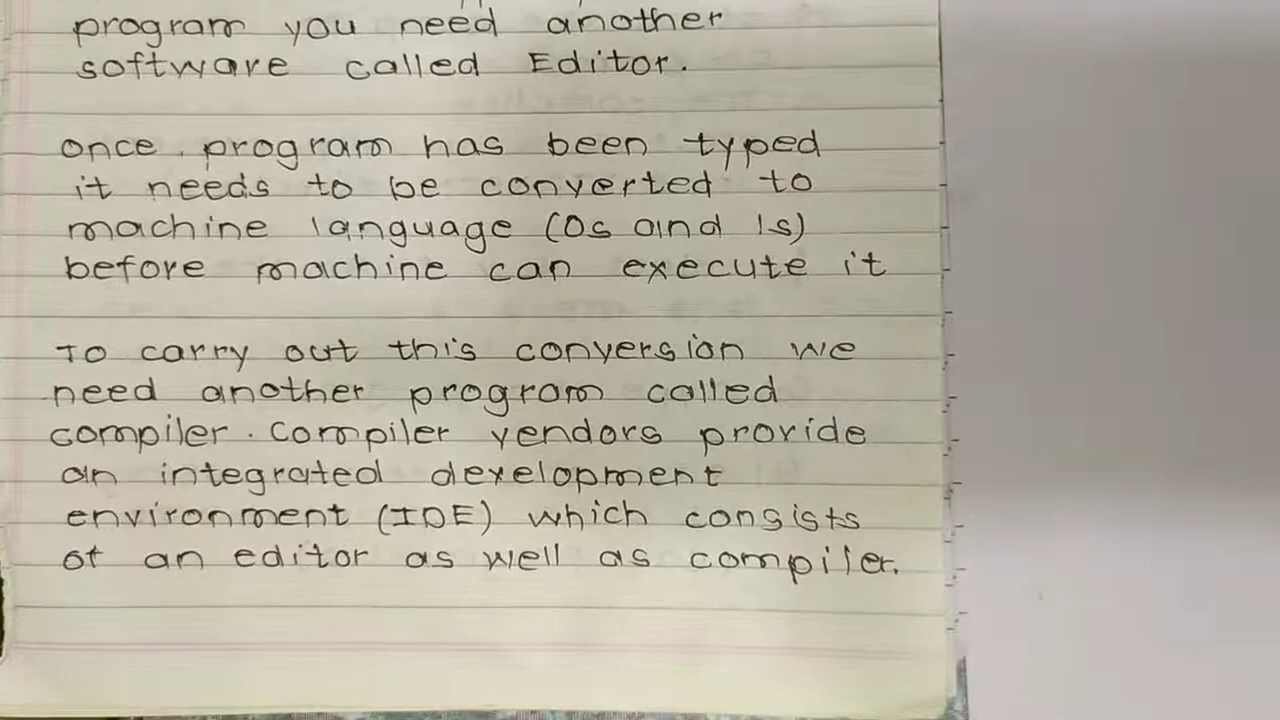 program you need another
software called Editor.
once program has been typed
it needs to be converted to
machine language (0s and 1s)
before machine can execute it
To carry out this conversion we
need another program called
compiler. compiler vendors provide
an integrated development
environment (IDE) which consists
of an editor as well as compiler.